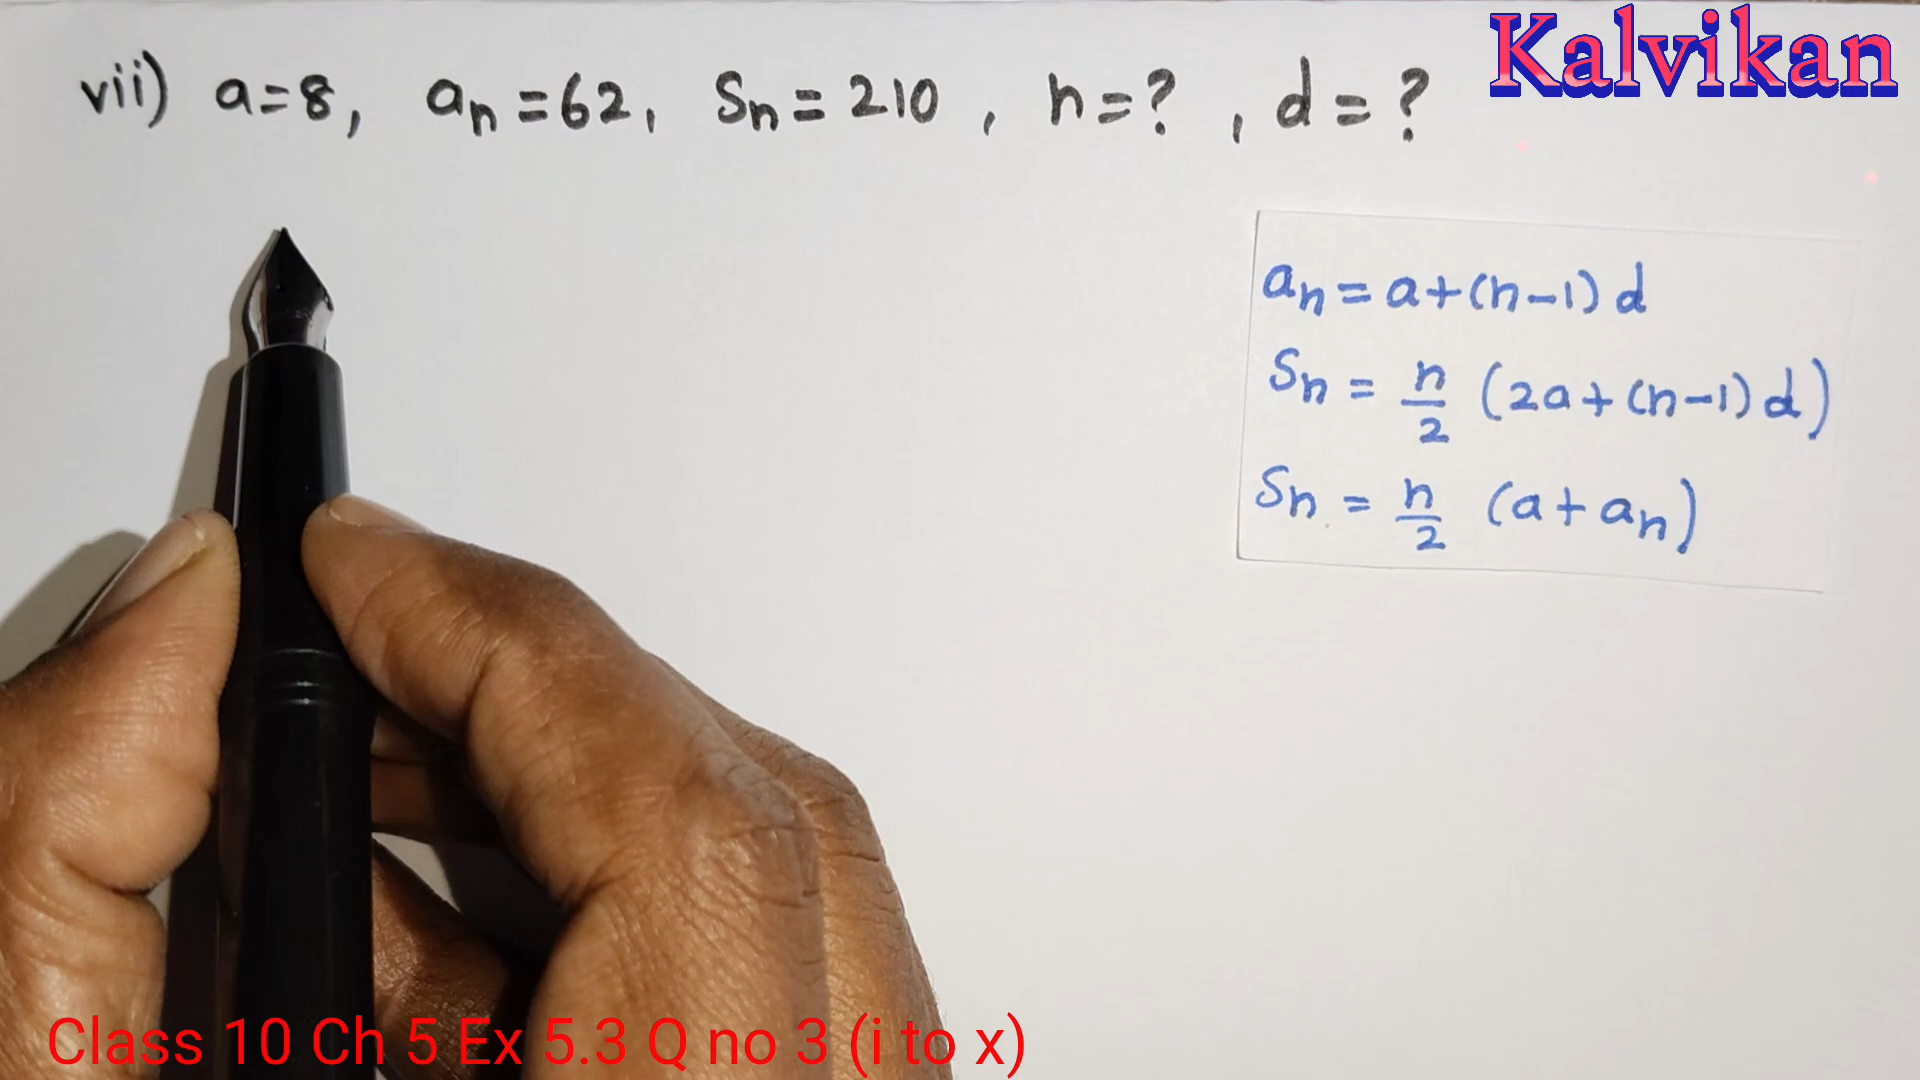 Kalvikan
vii) a=8, aₙ=62, Sₙ=210, n=?, d=?
aₙ=a+(n-1)d
Sₙ = n/2 (2a+(n-1)d)
Sₙ = n/2 (a+aₙ)
Class 10 Ch 5 Ex 5.3 Q no 3 (i to x)